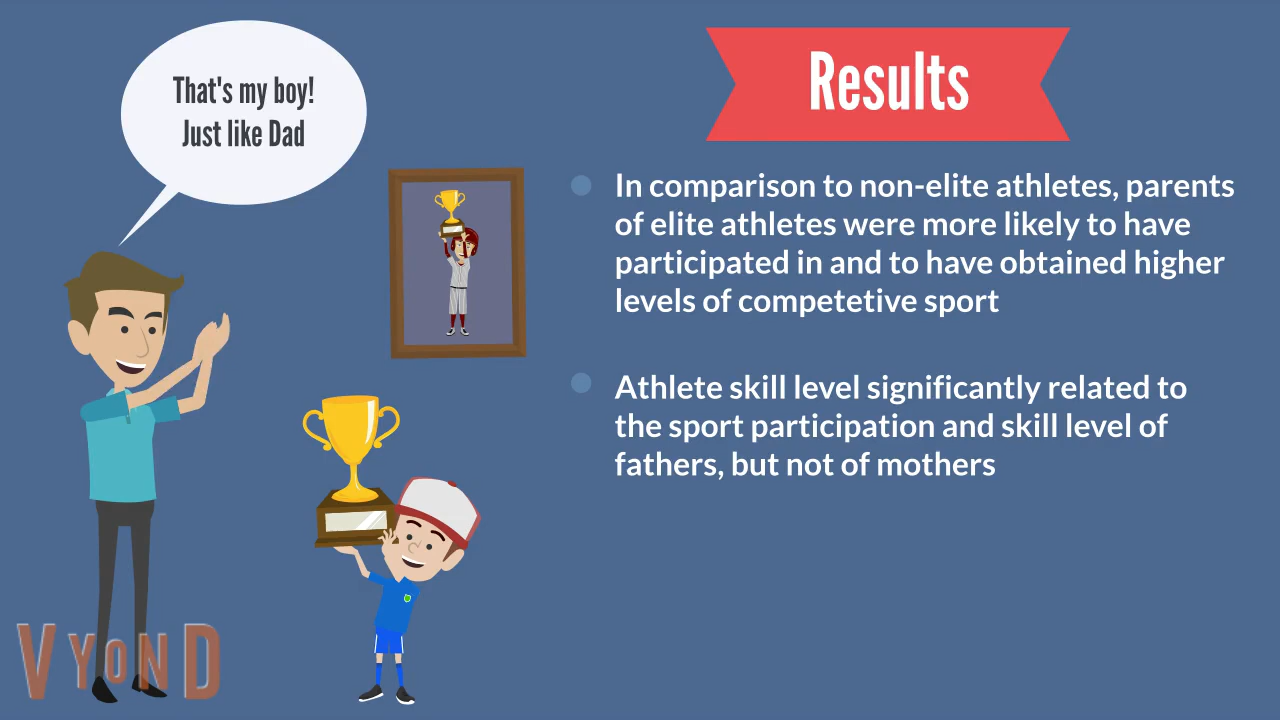 That's my boy!
Just like Dad
Results
In comparison to non-elite athletes, parents
of elite athletes were more likely to have
participated in and to have obtained higher
levels of competetive sport
Athlete skill level significantly related to
the sport participation and skill level of
fathers, but not of mothers
VYOND